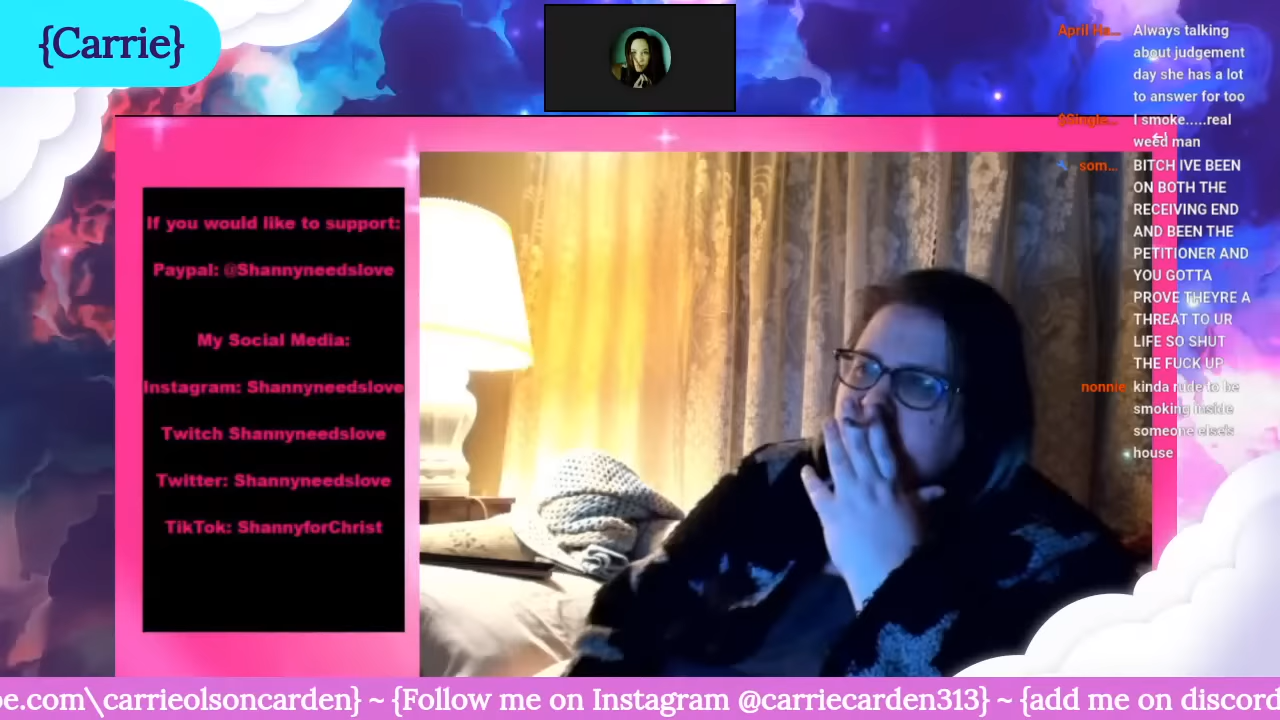 {Carrie}
If you would like to support:
Paypal: @Shannyneedslove
My Social Media:
Instagram: Shannyneedslove
Twitch Shannyneedslove
Twitter: Shannyneedslove
TikTok: ShannyforChrist
April Ha... Always talking
about judgement
day she has a lot
to answer for too
$Single... I smoke.....real
weed man
som... BITCH IVE BEEN
ON BOTH THE
RECEIVING END
AND BEEN THE
PETITIONER AND
YOU GOTTA
PROVE THEYRE A
THREAT TO UR
LIFE SO SHUT
THE FUCK UP
nonnie kinda rude to be
smoking inside
someone elses
house
be.com\carrieolsoncarden} ~ {Follow me on Instagram @carriecarden313} ~ {add me on discord